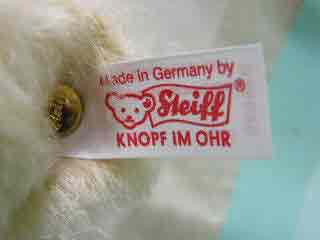 Made in Germany by
Steiff®
KNOPF IM OHR